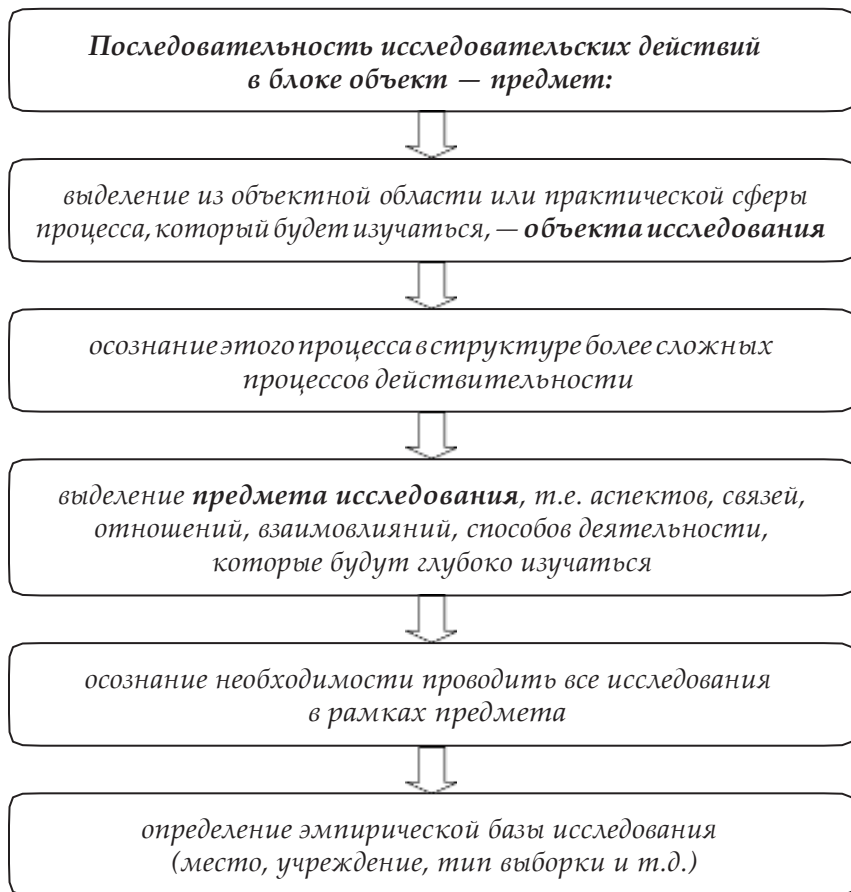 Последовательность исследовательских действий
в блоке объект — предмет:
выделение из объектной области или практической сферы
процесса, который будет изучаться, — объекта исследования
осознание этого процесса в структуре более сложных
процессов действительности
выделение предмета исследования, т.е. аспектов, связей,
отношений, взаимовлияний, способов деятельности,
которые будут глубоко изучаться
осознание необходимости проводить все исследования
в рамках предмета
определение эмпирической базы исследования
(место, учреждение, тип выборки и т.д.)